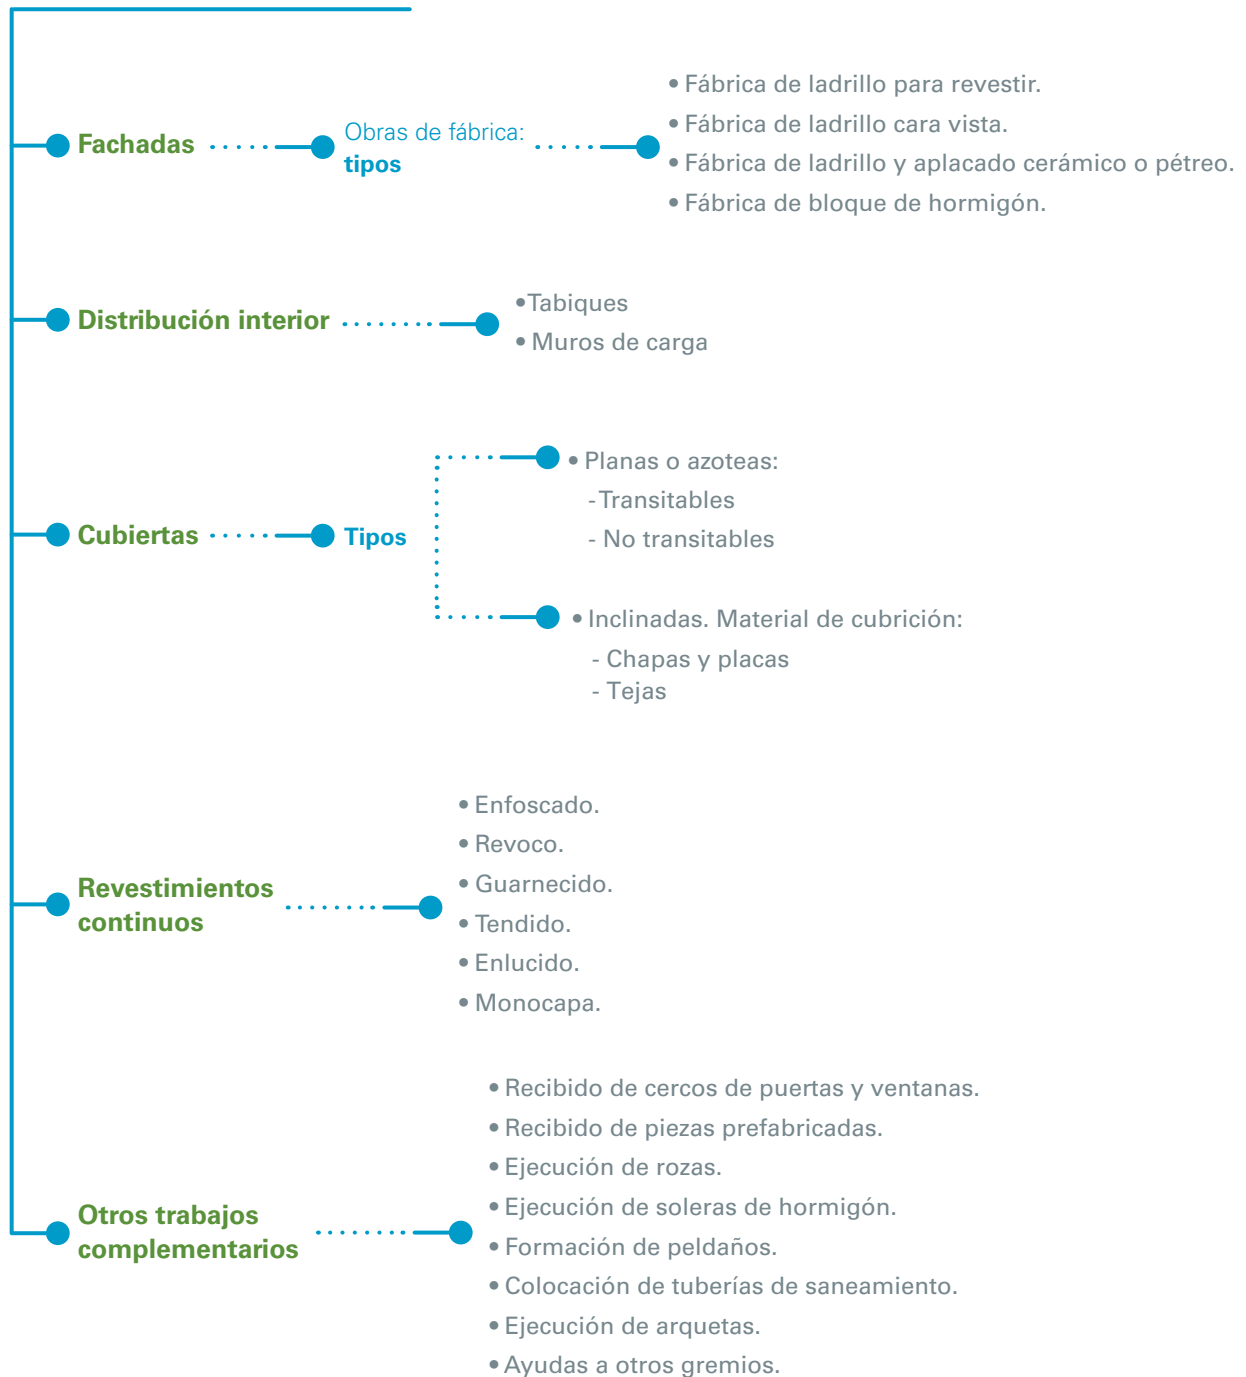 Fachadas
Obras de fábrica:
tipos
• Fábrica de ladrillo para revestir.
• Fábrica de ladrillo cara vista.
• Fábrica de ladrillo y aplacado cerámico o pétreo.
• Fábrica de bloque de hormigón.
Distribución interior
•Tabiques
• Muros de carga
Cubiertas
Tipos
• Planas o azoteas:
-Transitables
- No transitables
• Inclinadas. Material de cubrición:
- Chapas y placas
- Tejas
Revestimientos
continuos
• Enfoscado.
• Revoco.
• Guarnecido.
• Tendido.
• Enlucido.
• Monocapa.
Otros trabajos
complementarios
• Recibido de cercos de puertas y ventanas.
• Recibido de piezas prefabricadas.
• Ejecución de rozas.
• Ejecución de soleras de hormigón.
• Formación de peldaños.
• Colocación de tuberías de saneamiento.
• Ejecución de arquetas.
• Ayudas a otros gremios.